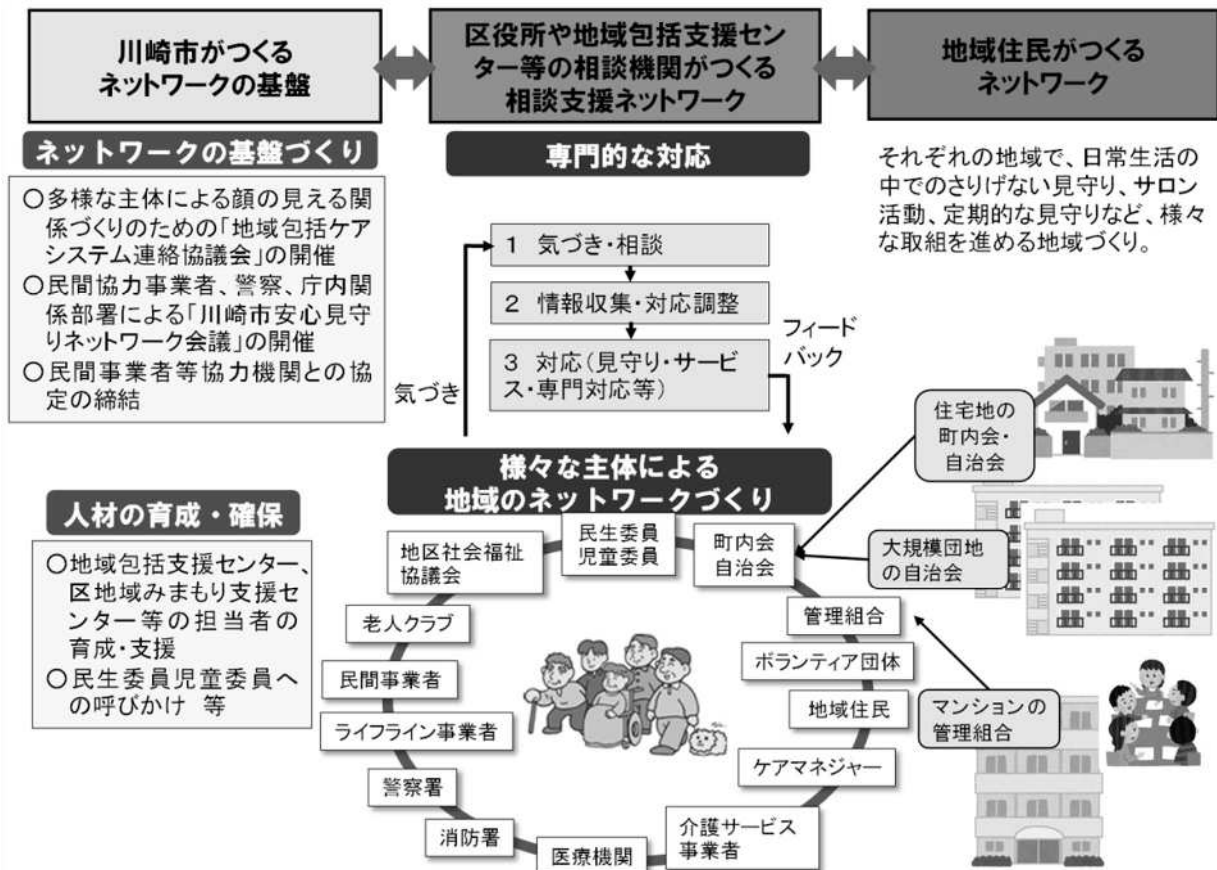 川崎市がつくる
ネットワークの基盤
区役所や地域包括支援セン
ター等の相談機関がつくる
相談支援ネットワーク
地域住民がつくる
ネットワーク
ネットワークの基盤づくり
○多様な主体による顔の見える関
係づくりのための「地域包括ケア
システム連絡協議会」の開催
○民間協力事業者、警察、庁内関
係部署による「川崎市安心見守
りネットワーク会議」の開催
○民間事業者等協力機関との協
定の締結
人材の育成・確保
○地域包括支援センター、
区地域みまもり支援セ
ンター等の担当者の
育成・支援
○民生委員児童委員へ
の呼びかけ 等
専門的な対応
1 気づき・相談
2 情報収集・対応調整
3 対応(見守り・サービ
ス・専門対応等)
気づき
フィード
バック
それぞれの地域で、日常生活の
中でのさりげない見守り、サロン
活動、定期的な見守りなど、様々
な取組を進める地域づくり。
様々な主体による
地域のネットワークづくり
民生委員
児童委員
町内会
自治会
管理組合
ボランティア団体
地域住民
ケアマネジャー
介護サービス
事業者
医療機関
消防署
警察署
ライフライン事業者
民間事業者
老人クラブ
地区社会福祉
協議会
住宅地の
町内会・
自治会
大規模団地
の自治会
マンションの
管理組合